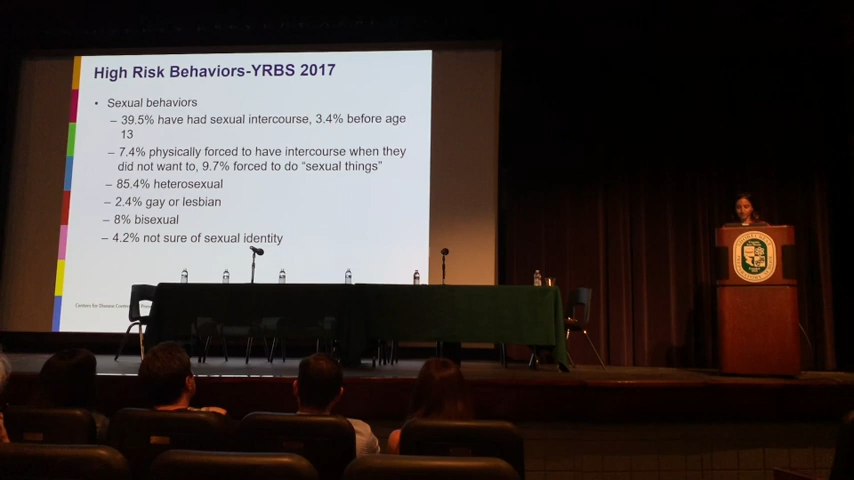 High Risk Behaviors-YRBS 2017
• Sexual behaviors
– 39.5% have had sexual intercourse, 3.4% before age
13
– 7.4% physically forced to have intercourse when they
did not want to, 9.7% forced to do “sexual things”
– 85.4% heterosexual
– 2.4% gay or lesbian
– 8% bisexual
– 4.2% not sure of sexual identity
Centers for Disease